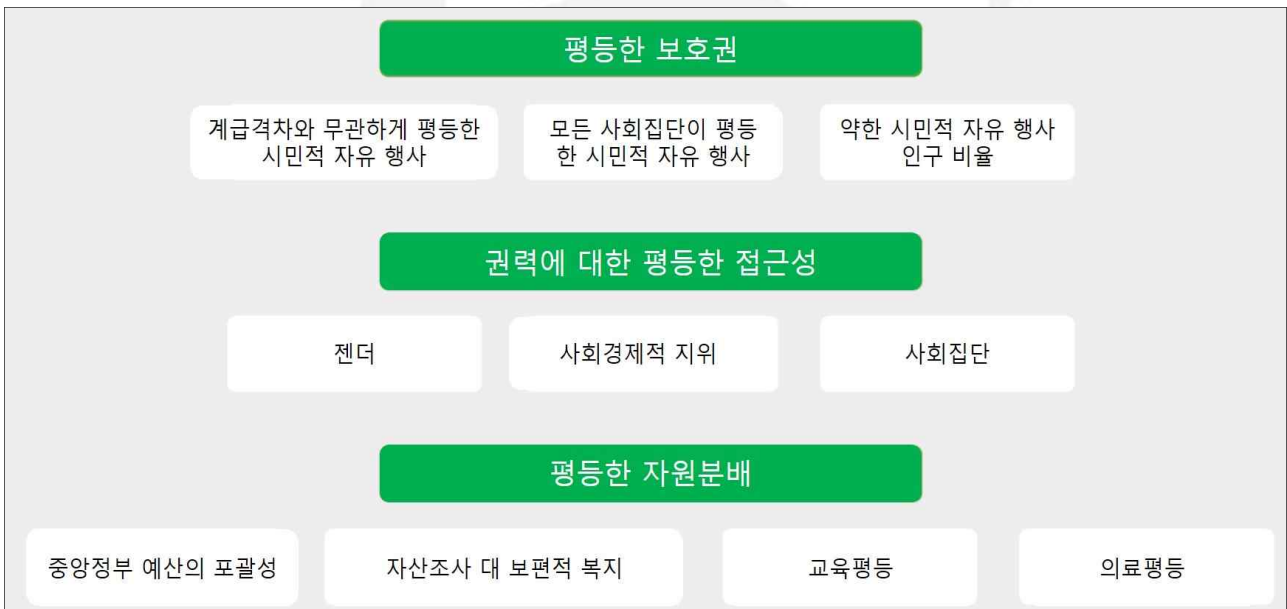 평등한 보호권
계급격차와 무관하게 평등한
시민적 자유 행사
모든 사회집단이 평등
한 시민적 자유 행사
약한 시민적 자유 행사
인구 비율
권력에 대한 평등한 접근성
젠더
사회경제적 지위
사회집단
평등한 자원분배
중앙정부 예산의 포괄성
자산조사 대 보편적 복지
교육평등
의료평등